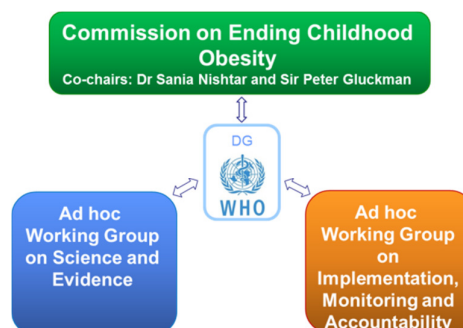 Commission on Ending Childhood
Obesity
Co-chairs: Dr Sania Nishtar and Sir Peter Gluckman
DG
WHO
Ad hoc
Working Group
on Science and
Evidence
Ad hoc
Working Group
on
Implementation,
Monitoring and
Accountability